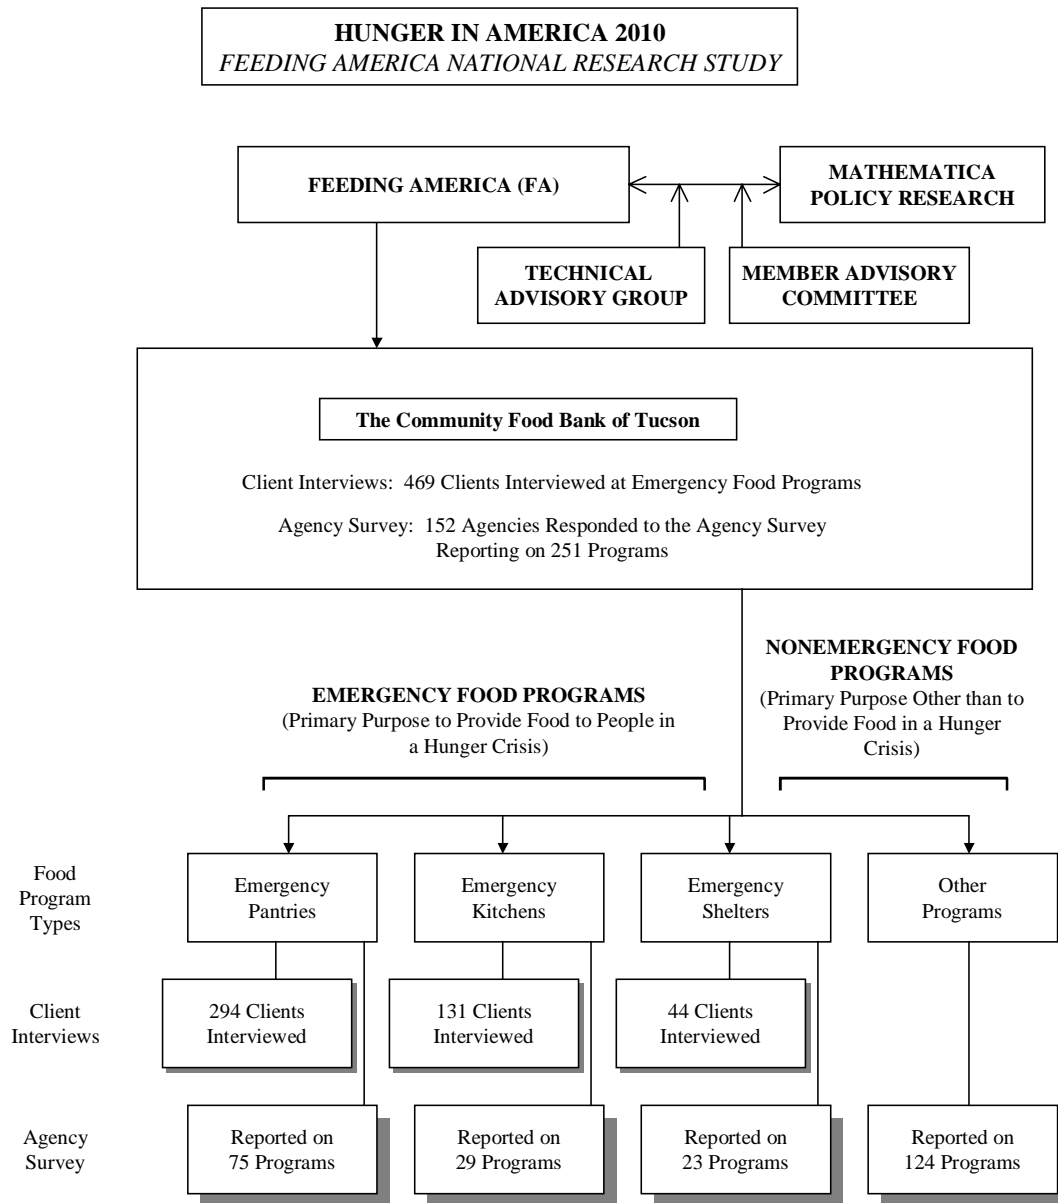 HUNGER IN AMERICA 2010
FEEDING AMERICA NATIONAL RESEARCH STUDY
FEEDING AMERICA (FA)
MATHEMATICA
POLICY RESEARCH
TECHNICAL
ADVISORY GROUP
MEMBER ADVISORY
COMMITTEE
The Community Food Bank of Tucson
Client Interviews: 469 Clients Interviewed at Emergency Food Programs
Agency Survey: 152 Agencies Responded to the Agency Survey
Reporting on 251 Programs
EMERGENCY FOOD PROGRAMS
(Primary Purpose to Provide Food to People in
a Hunger Crisis)
NONEMERGENCY FOOD
PROGRAMS
(Primary Purpose Other than to
Provide Food in a Hunger
Crisis)
Food
Program
Types
Emergency
Pantries
Emergency
Kitchens
Emergency
Shelters
Other
Programs
Client
Interviews
294 Clients
Interviewed
131 Clients
Interviewed
44 Clients
Interviewed
Agency
Survey
Reported on
75 Programs
Reported on
29 Programs
Reported on
23 Programs
Reported on
124 Programs